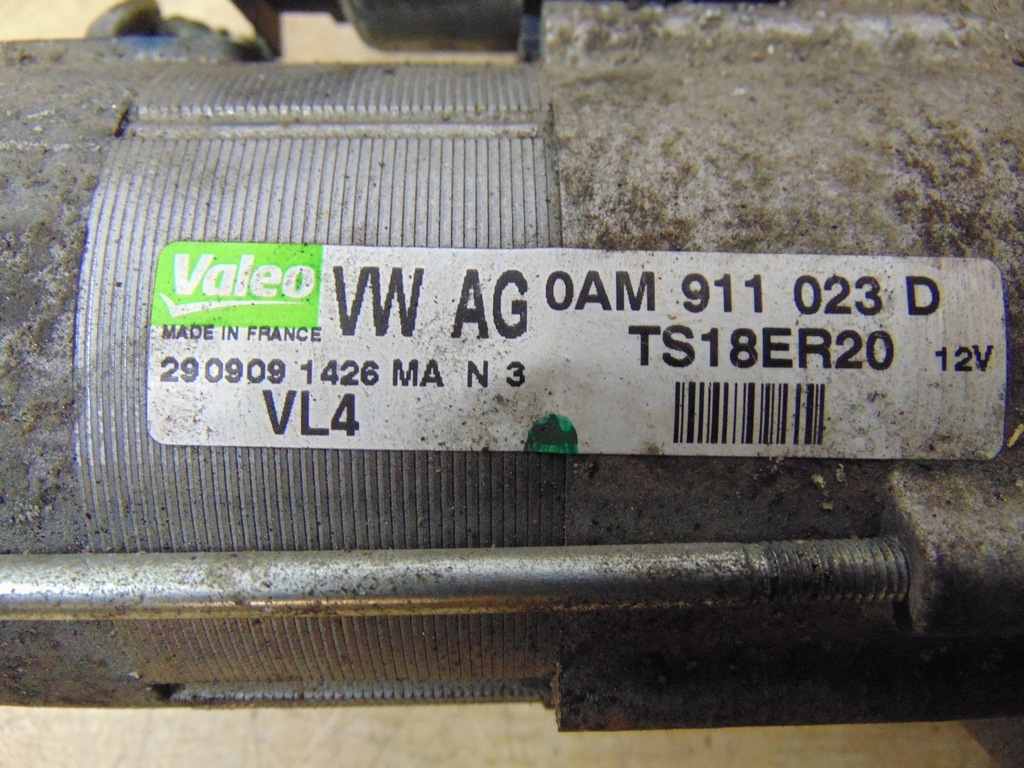 Valeo VW AG 0AM 911 023 D
MADE IN FRANCE TS18ER20 12V
290909 1426 MA N 3
VL4